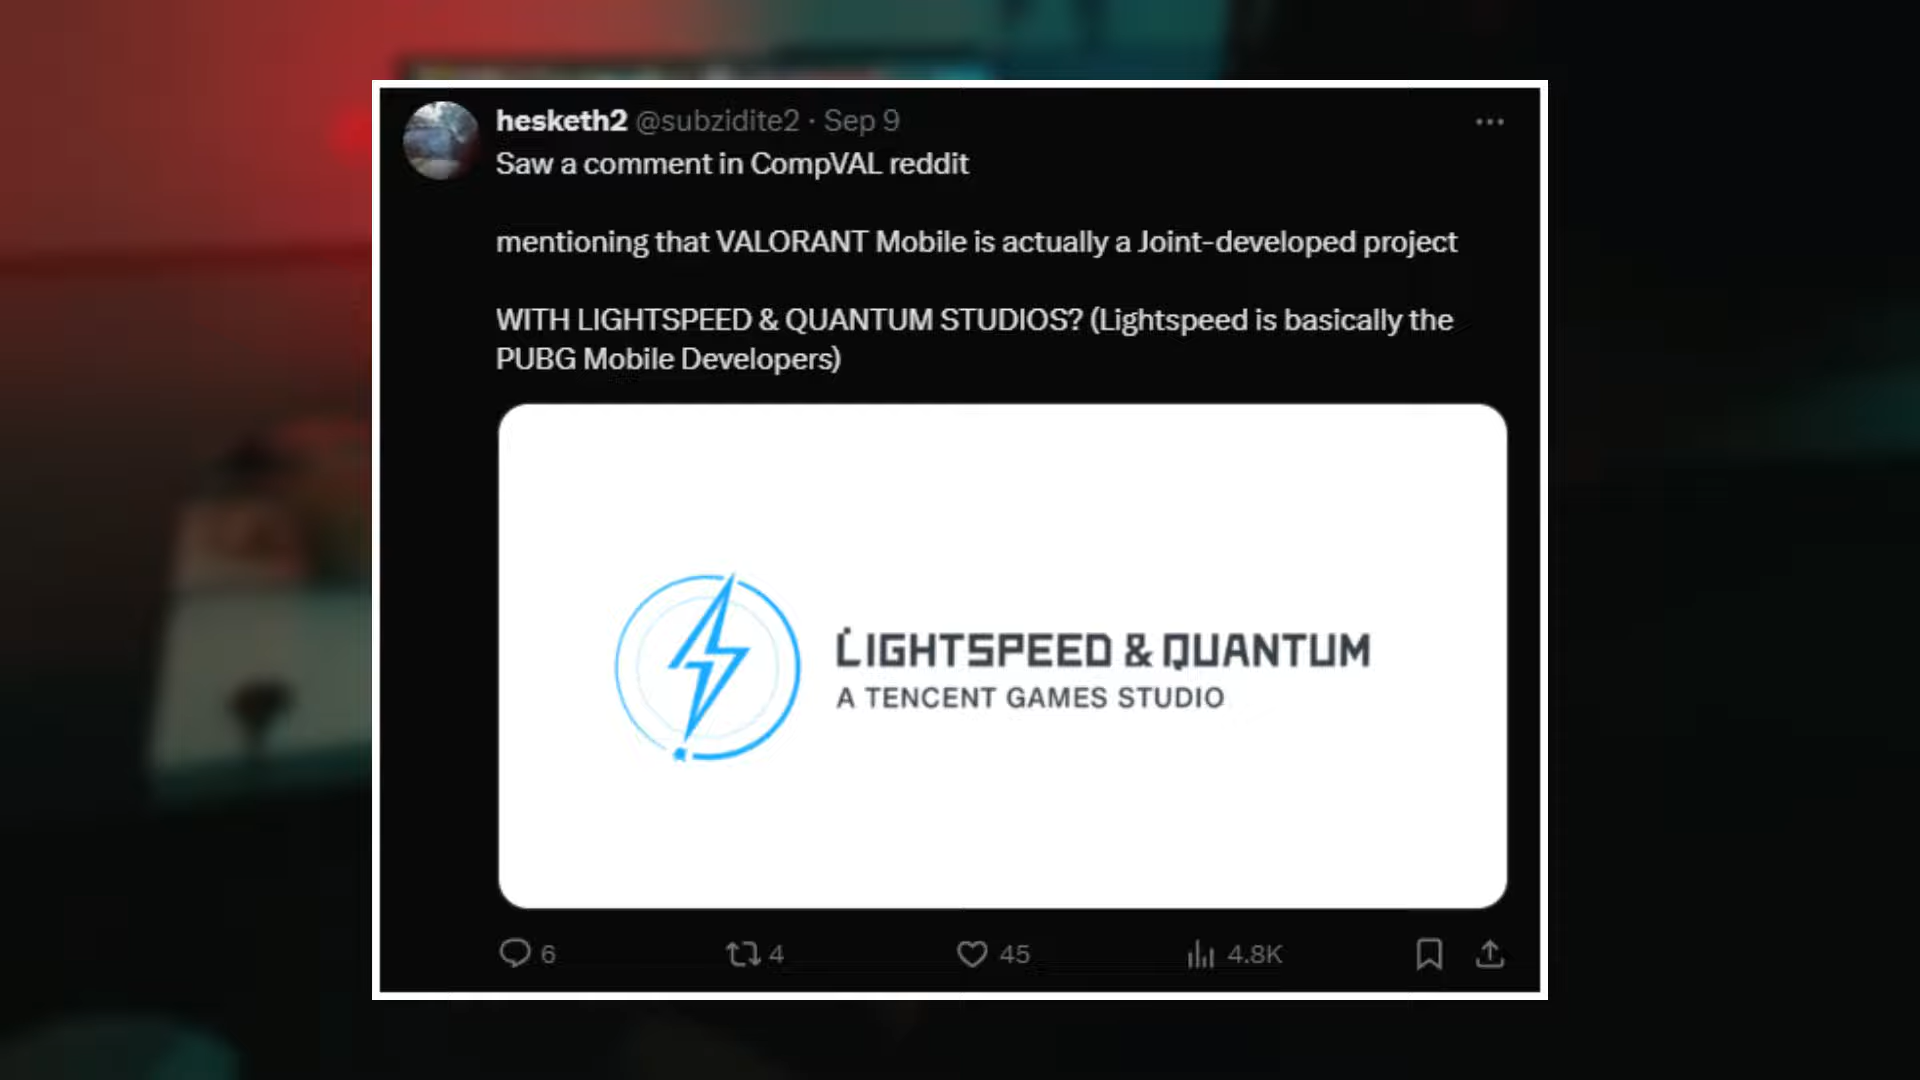 hesketh2 @subzidite2 · Sep 9
Saw a comment in CompVAL reddit
mentioning that VALORANT Mobile is actually a Joint-developed project
WITH LIGHTSPEED & QUANTUM STUDIOS? (Lightspeed is basically the
PUBG Mobile Developers)
LIGHTSPEED & QUANTUM
A TENCENT GAMES STUDIO
6 4 45 4.8K